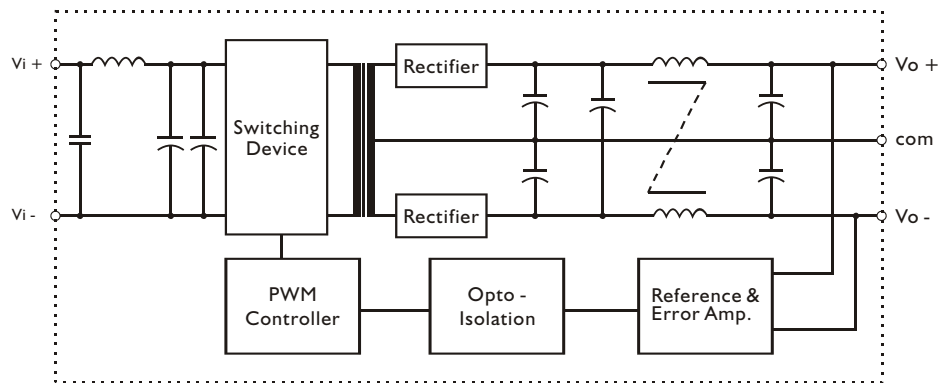 Vi +
Rectifier
Vo +
Switching
Device
com
Vi -
Rectifier
Vo -
PWM
Controller
Opto -
Isolation
Reference &
Error Amp.